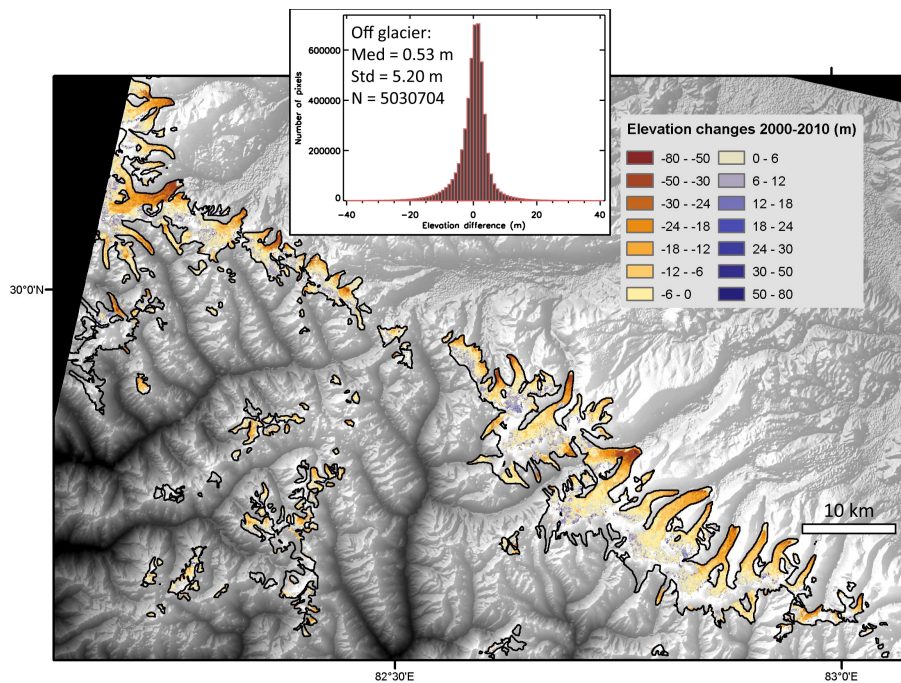 Off glacier:
Med = 0.53 m
Std = 5.20 m
N = 5030704
Number of pixels
600000
400000
200000
0
-40
-20
0
20
40
Elevation difference (m)
Elevation changes 2000-2010 (m)
-80 - -50
-50 - -30
-30 - -24
-24 - -18
-18 - -12
-12 - -6
-6 - 0
0 - 6
6 - 12
12 - 18
18 - 24
24 - 30
30 - 50
50 - 80
30°0'N
10 km
82°30'E
83°0'E